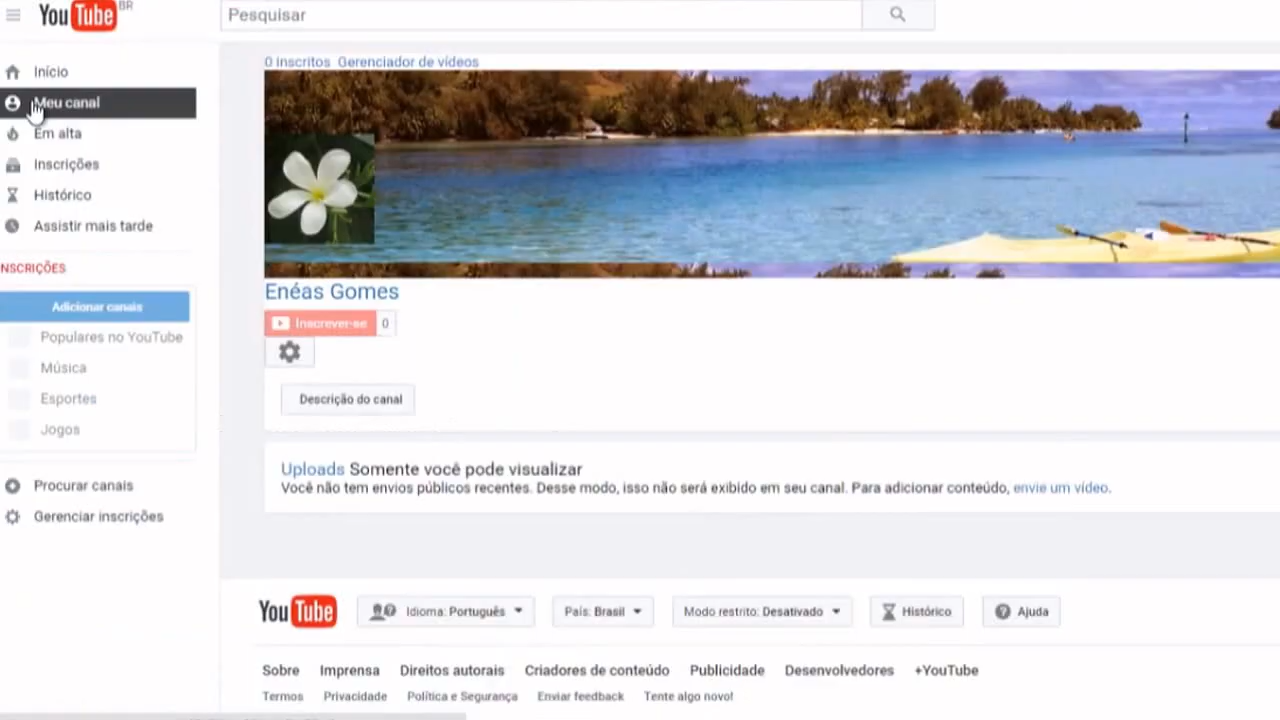 YouTube BR
Pesquisar
Início
Meu canal
Em alta
Inscrições
Histórico
Assistir mais tarde
NSCRIÇÕES
Adicionar canais
Populares no YouTube
Música
Esportes
Jogos
Procurar canais
Gerenciar inscrições
0 inscritos Gerenciador de vídeos
Enéas Gomes
Inscrever-se 0
Descrição do canal
Uploads Somente você pode visualizar
Você não tem envios públicos recentes. Desse modo, isso não será exibido em seu canal. Para adicionar conteúdo, envie um vídeo.
YouTube Idioma: Português País: Brasil Modo restrito: Desativado Histórico Ajuda
Sobre Imprensa Direitos autorais Criadores de conteúdo Publicidade Desenvolvedores +YouTube
Termos Privacidade Política e Segurança Enviar feedback Tente algo novo!